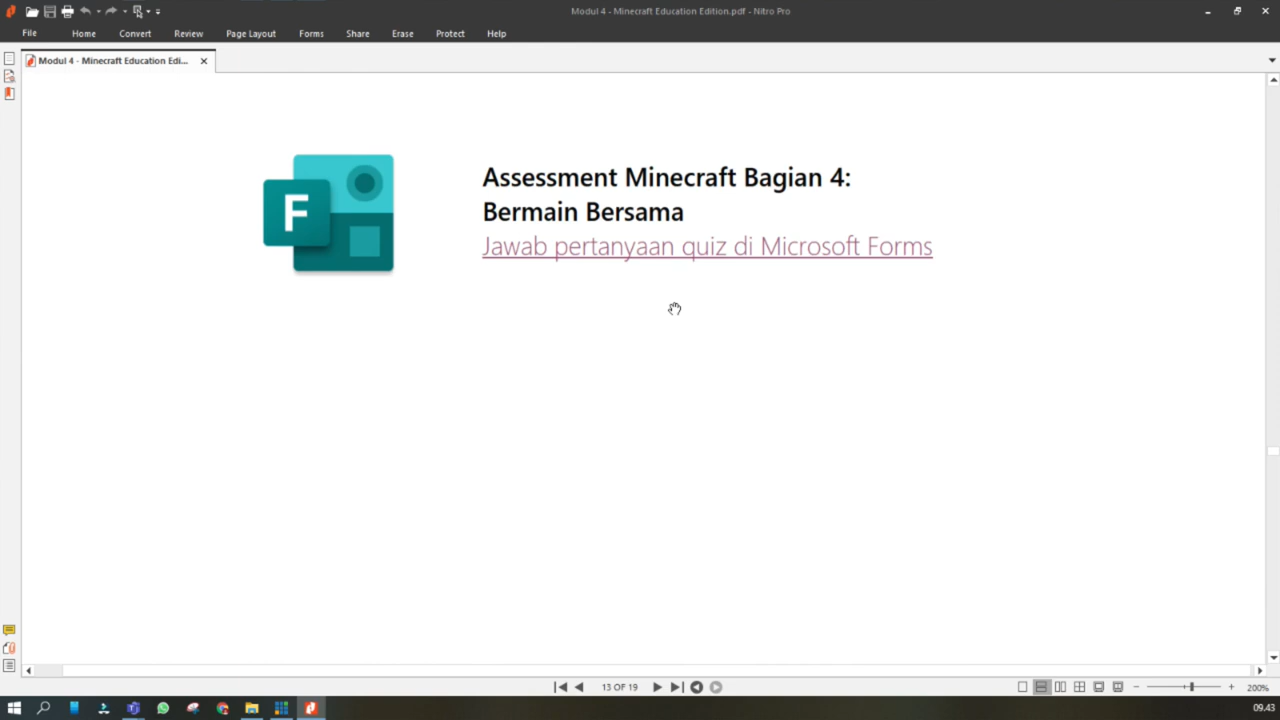 Modul 4 - Minecraft Education Edition.pdf - Nitro Pro
File Home Convert Review Page Layout Forms Share Erase Protect Help
Modul 4 - Minecraft Education Edi...
F
Assessment Minecraft Bagian 4:
Bermain Bersama
Jawab pertanyaan quiz di Microsoft Forms
13 OF 19
200%
09.43